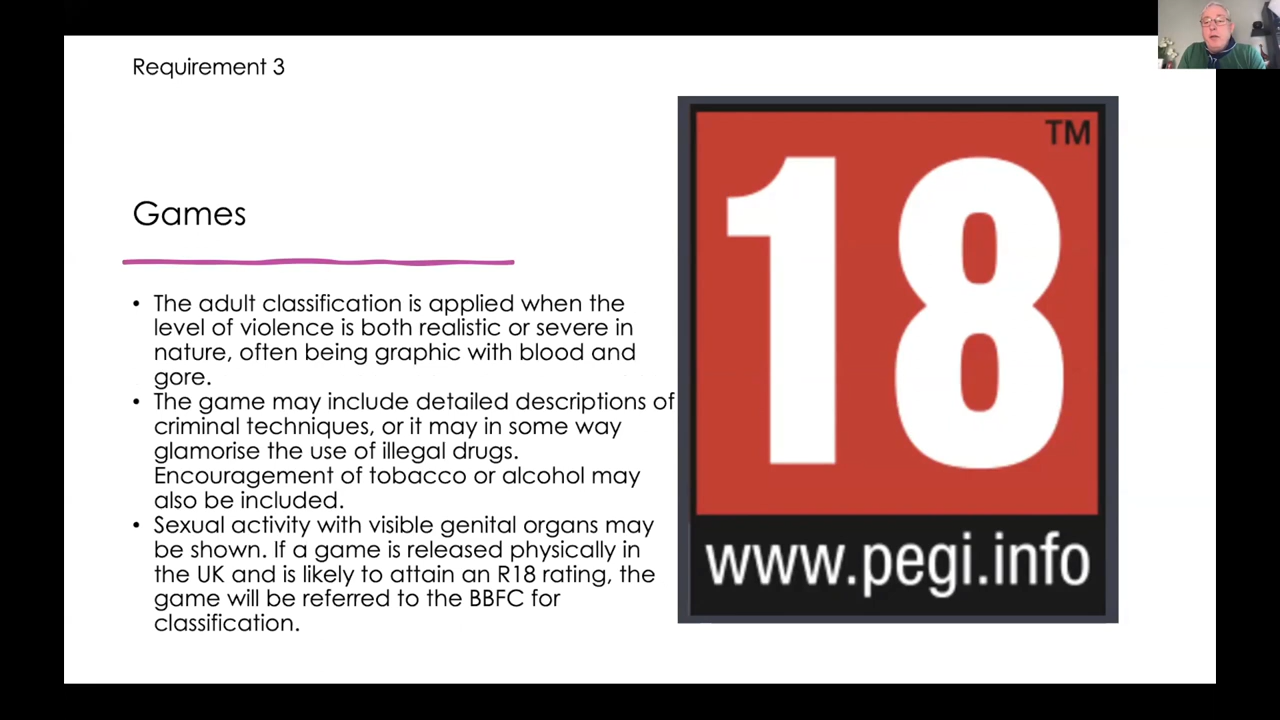 Requirement 3
Games
• The adult classification is applied when the
level of violence is both realistic or severe in
nature, often being graphic with blood and
gore.
• The game may include detailed descriptions of
criminal techniques, or it may in some way
glamorise the use of illegal drugs.
Encouragement of tobacco or alcohol may
also be included.
• Sexual activity with visible genital organs may
be shown. If a game is released physically in
the UK and is likely to attain an R18 rating, the
game will be referred to the BBFC for
classification.
TM
18
www.pegi.info